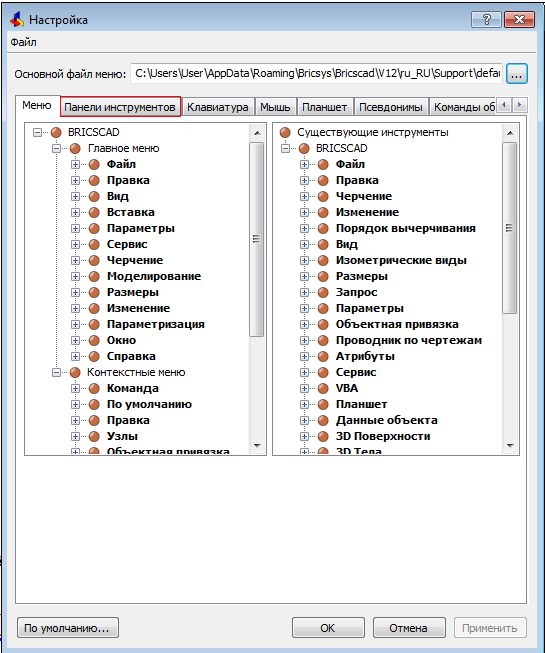 Настройка
Файл
Основной файл меню: C:\Users\User\AppData\Roaming\Bricsys\Bricscad\V12\ru_RU\Support\defau ...
Меню Панели инструментов Клавиатура Мышь Планшет Псевдонимы Команды об
BRICSCAD
Главное меню
Файл
Правка
Вид
Вставка
Параметры
Сервис
Черчение
Моделирование
Размеры
Изменение
Параметризация
Окно
Справка
Контекстные меню
Команда
По умолчанию
Правка
Узлы
Объектная привязка
Существующие инструменты
BRICSCAD
Файл
Правка
Черчение
Изменение
Порядок вычерчивания
Вид
Изометрические виды
Размеры
Запрос
Параметры
Объектная привязка
Проводник по чертежам
Атрибуты
Сервис
VBA
Планшет
Данные объекта
3D Поверхности
3D Тела
По умолчанию... OK Отмена Применить